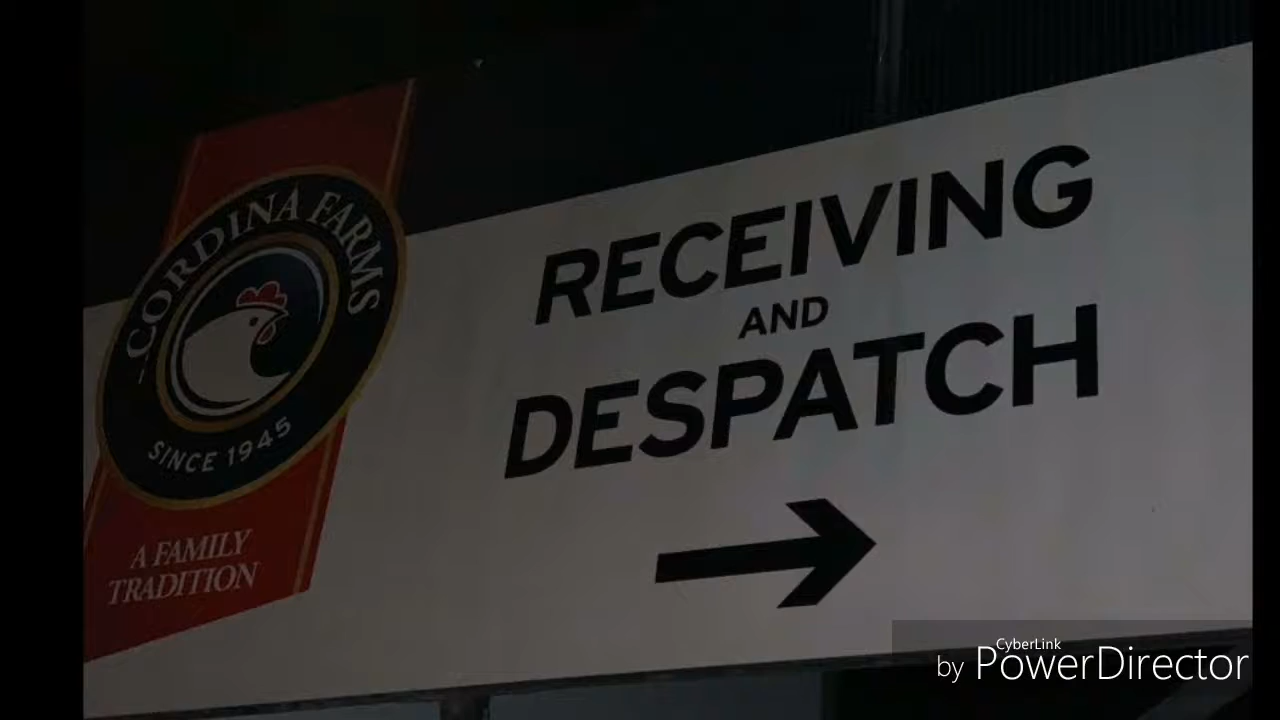 CORDINA FARMS
SINCE 1945
A FAMILY
TRADITION
RECEIVING
AND
DESPATCH
CyberLink
by PowerDirector